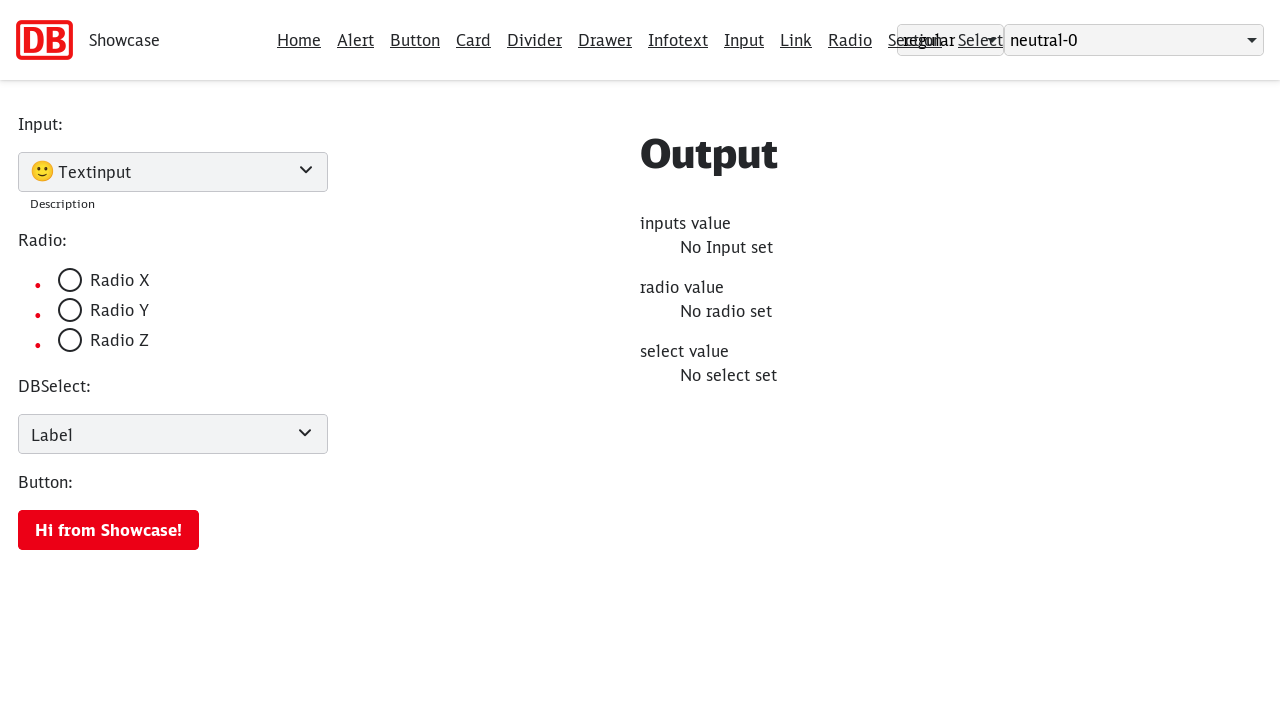 DB Showcase Home Alert Button Card Divider Drawer Infotext Input Link Radio Section Select regular neutral-0
Input:
🙂 Textinput
Description
Radio:
Radio X
Radio Y
Radio Z
DBSelect:
Label
Button:
Hi from Showcase!
Output
inputs value
No Input set
radio value
No radio set
select value
No select set